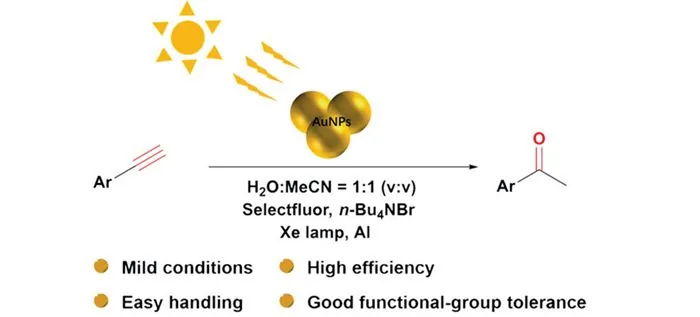 AuNPs
Ar
H₂O:MeCN = 1:1 (v:v)
Selectfluor, n-Bu₄NBr
Xe lamp, Al
O
Ar
Mild conditions
High efficiency
Easy handling
Good functional-group tolerance